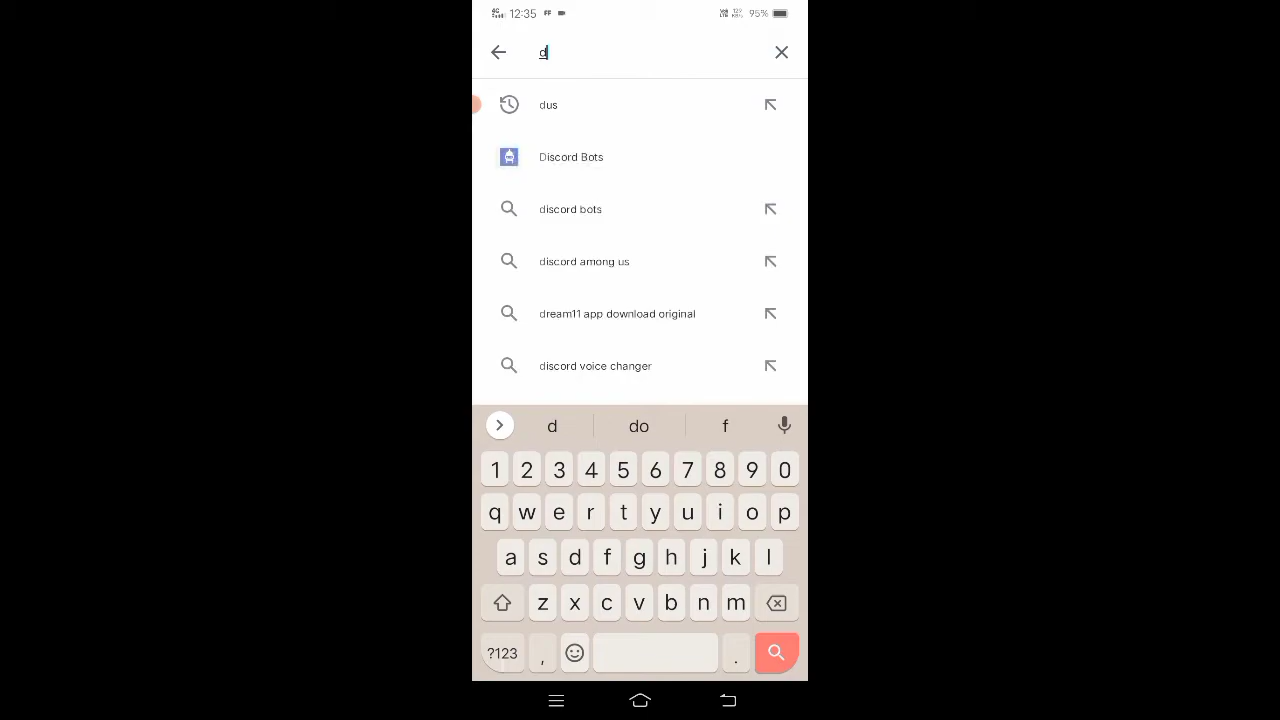 12:35 FF 95%
d
dus
Discord Bots
discord bots
discord among us
dream11 app download original
discord voice changer
d do f
1 2 3 4 5 6 7 8 9 0
q w e r t y u i o p
a s d f g h j k l
z x c v b n m
?123 , .